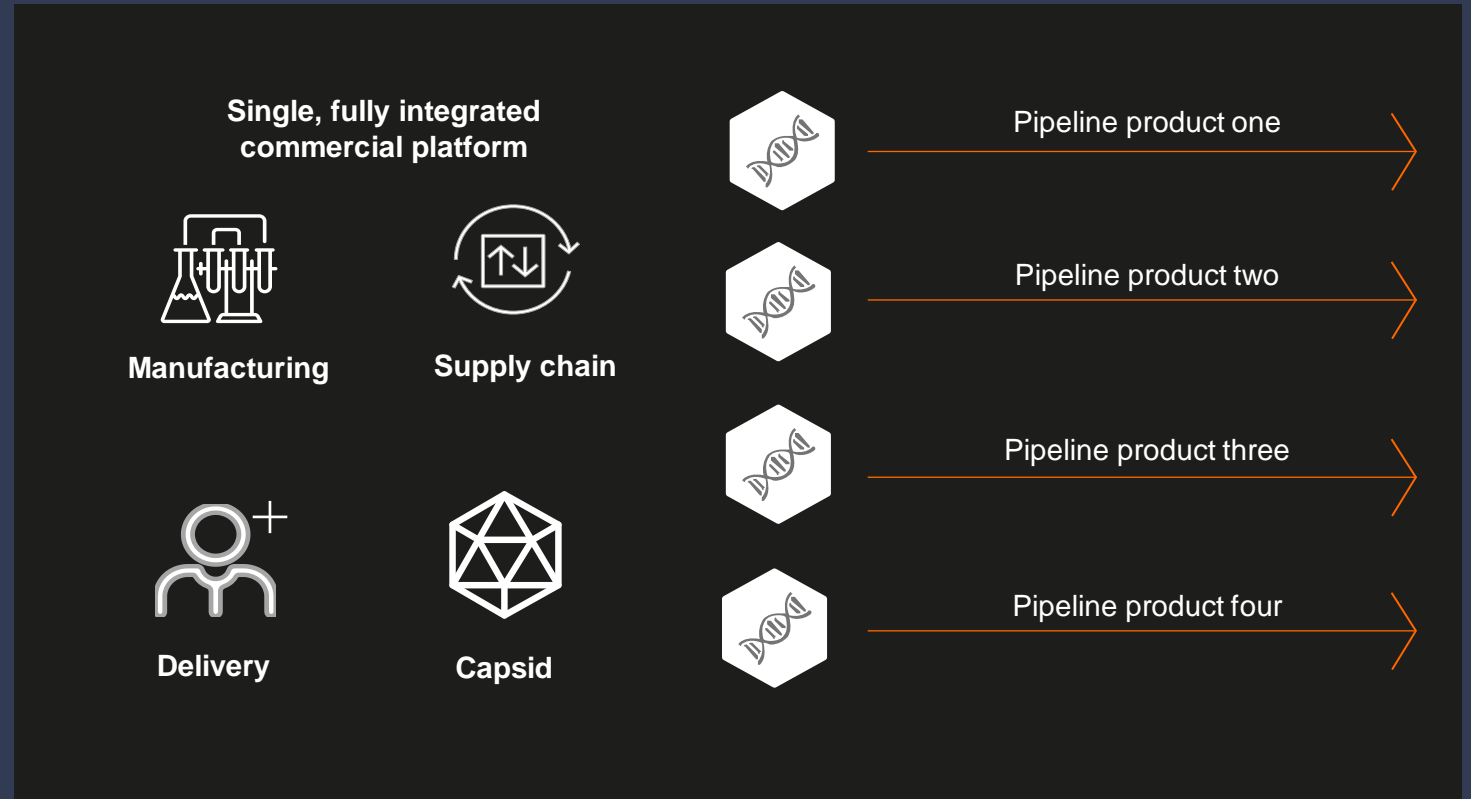 Single, fully integrated
commercial platform
Manufacturing
Supply chain
Delivery
Capsid
Pipeline product one
Pipeline product two
Pipeline product three
Pipeline product four